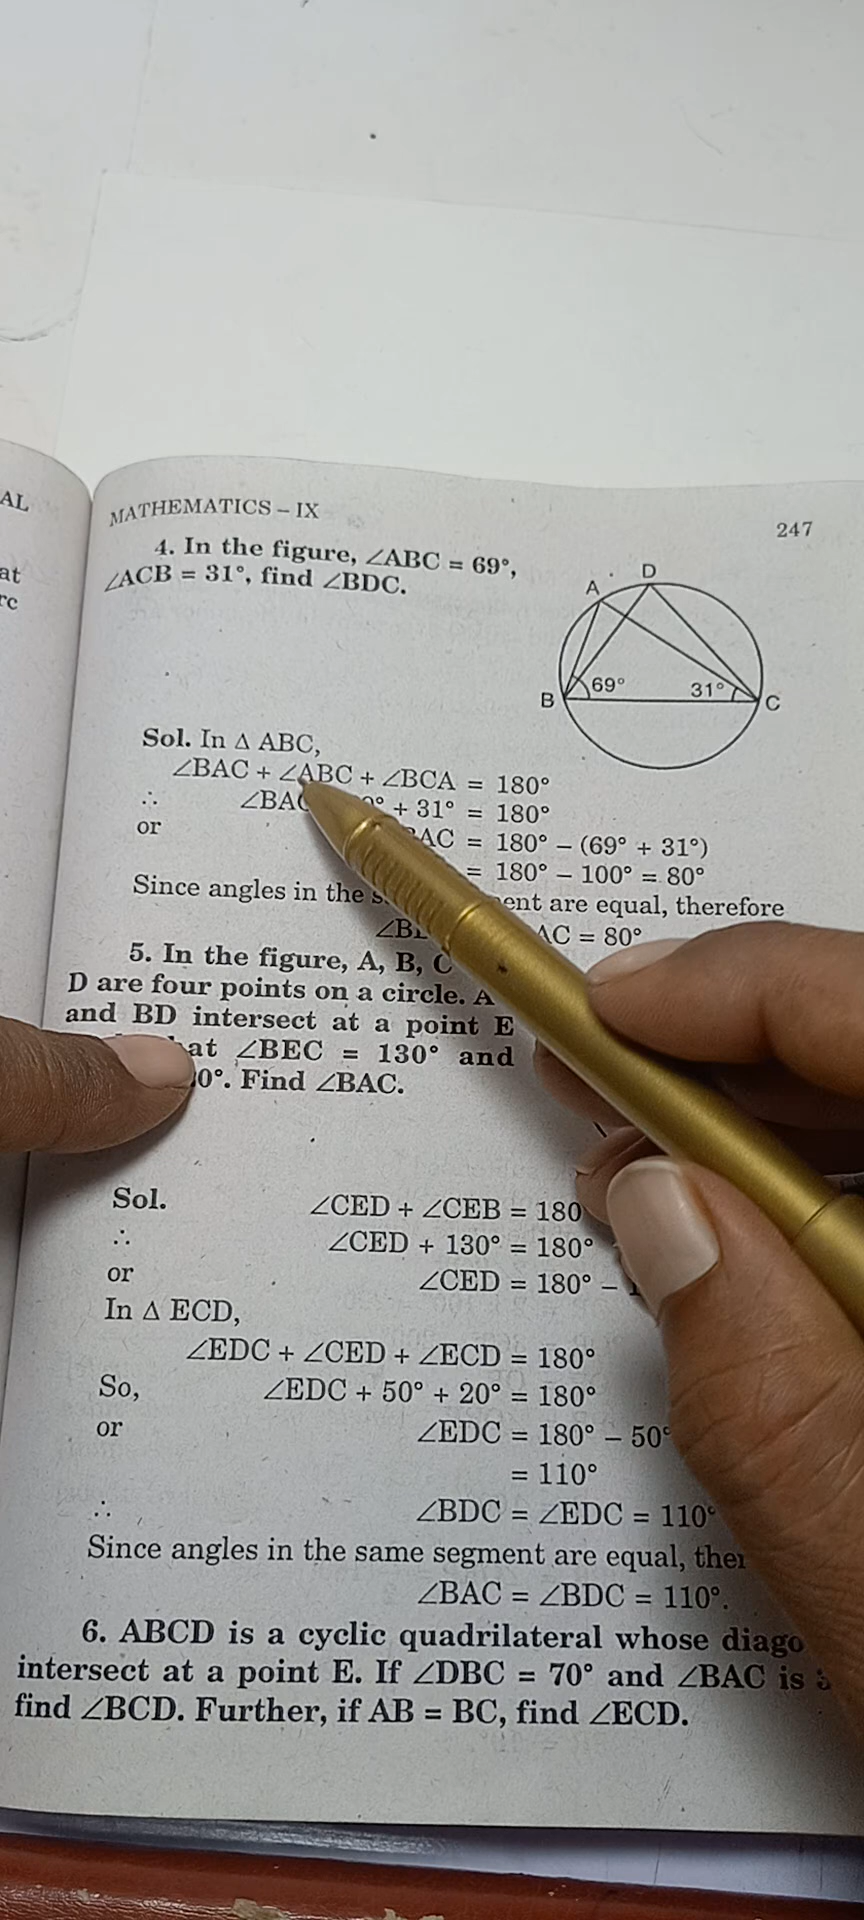 AL
at
rc
MATHEMATICS – IX
247
4. In the figure, ∠ABC = 69°,
∠ACB = 31°, find ∠BDC.
A
D
B
69°
31°
C
Sol. In Δ ABC,
∠BAC + ∠ABC + ∠BCA = 180°
∴ ∠BAC + 31° = 180°
or AC = 180° – (69° + 31°)
= 180° – 100° = 80°
Since angles in the ent are equal, therefore
AC = 80°
5. In the figure, A, B, C
D are four points on a circle. A
and BD intersect at a point E
at ∠BEC = 130° and
0°. Find ∠BAC.
Sol. ∠CED + ∠CEB = 180
∴ ∠CED + 130° = 180°
or ∠CED = 180° –
In Δ ECD,
∠EDC + ∠CED + ∠ECD = 180°
So, ∠EDC + 50° + 20° = 180°
or ∠EDC = 180° – 50°
= 110°
∴ ∠BDC = ∠EDC = 110°
Since angles in the same segment are equal,
∠BAC = ∠BDC = 110°.
6. ABCD is a cyclic quadrilateral whose diago
intersect at a point E. If ∠DBC = 70° and ∠BAC is
find ∠BCD. Further, if AB = BC, find ∠ECD.